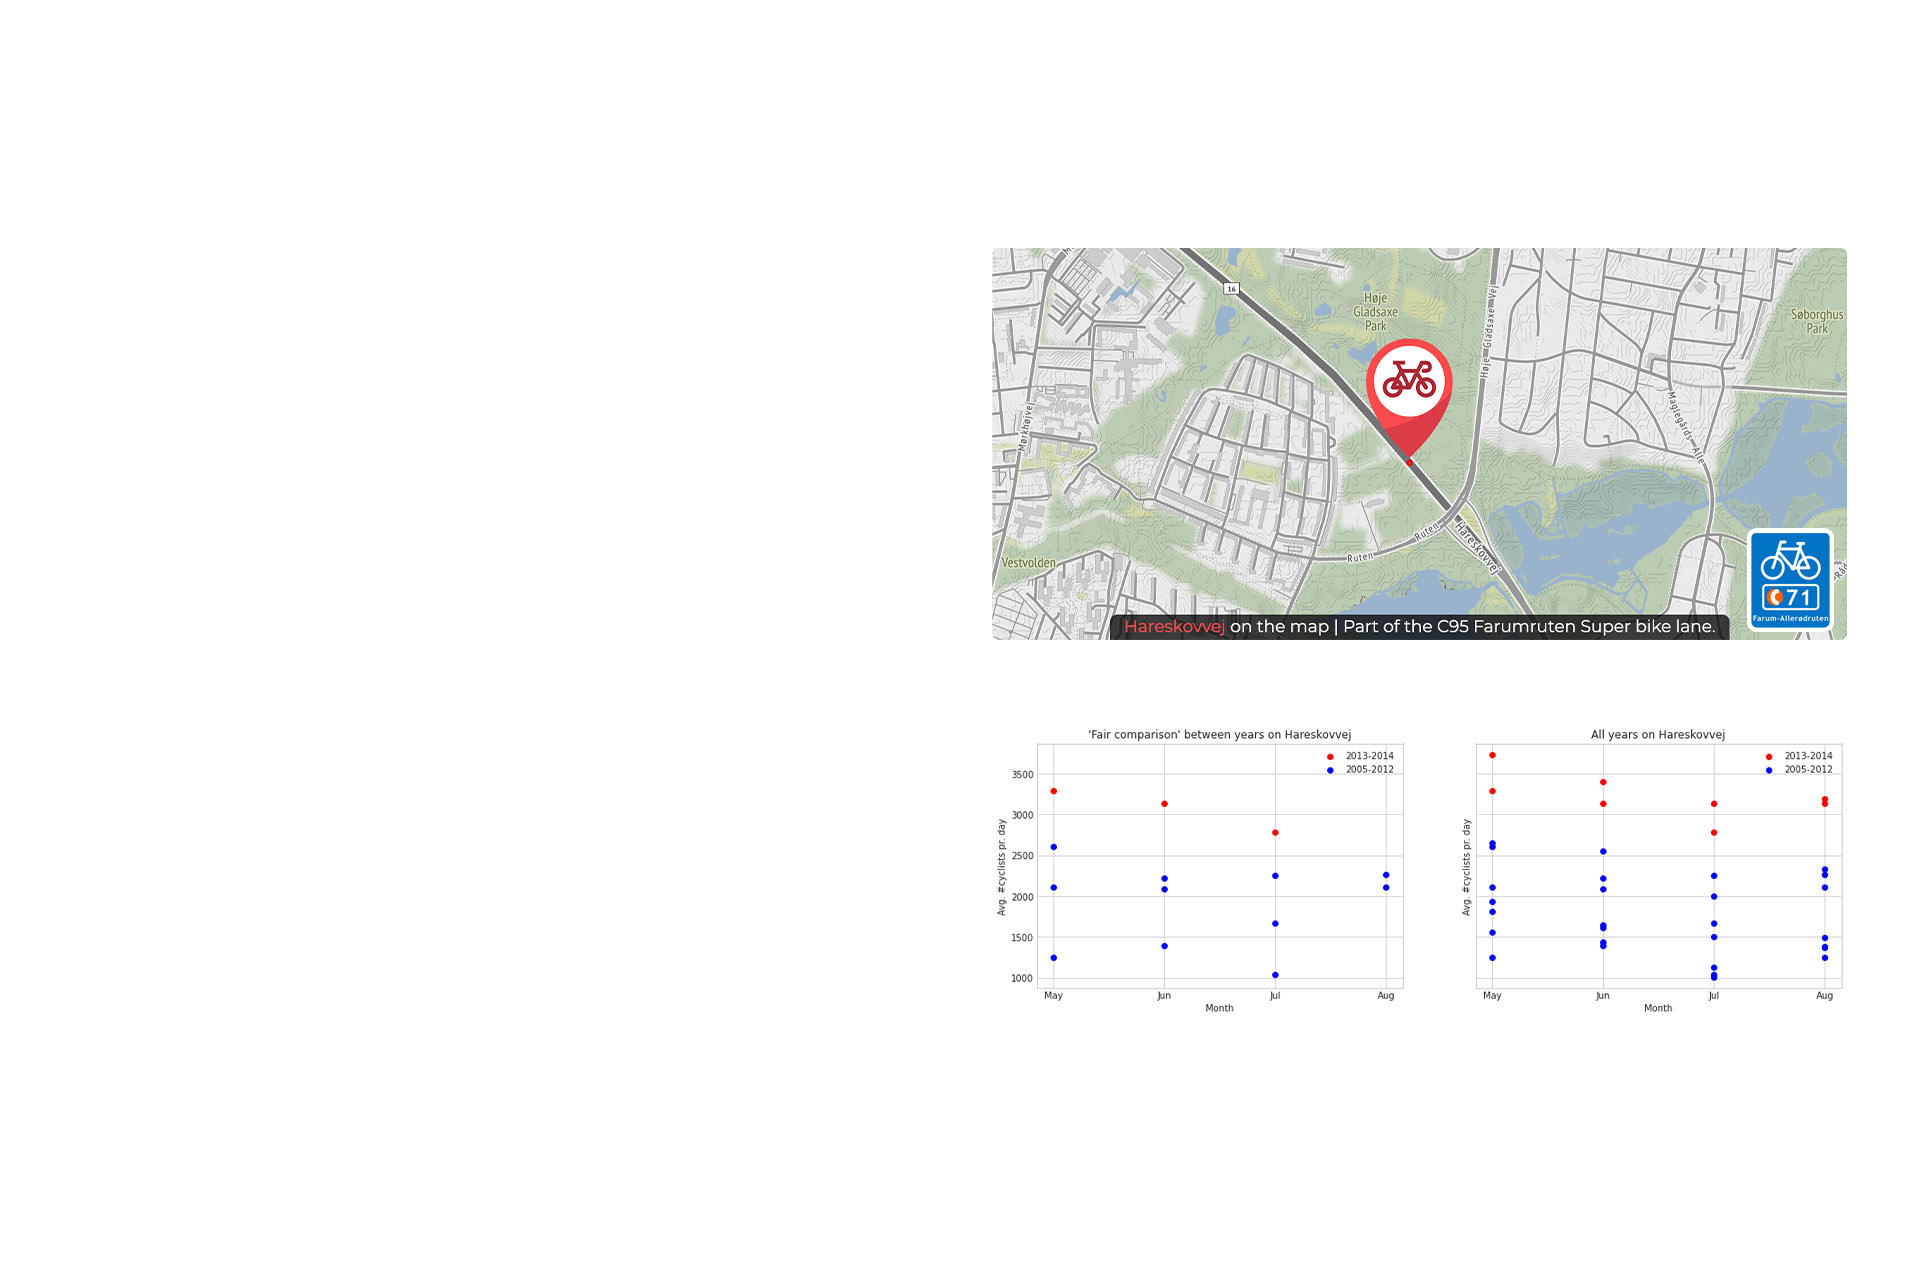 16
Høje
Gladsaxe
Park
Høje Gladsaxe Vej
Søborghus
Park
Mørkhøjvej
Maglegårds Allé
Ruten
Ruten
Hareskovvej
Vestvolden
71
Farum-Allerødruten
Hareskovvej on the map | Part of the C95 Farumruten Super bike lane.
'Fair comparison' between years on Hareskovvej
2013-2014
2005-2012
3500
3000
2500
2000
1500
1000
Avg. #cyclists pr. day
May Jun Jul Aug
Month
All years on Hareskovvej
2013-2014
2005-2012
Avg. #cyclists pr. day
May Jun Jul Aug
Month